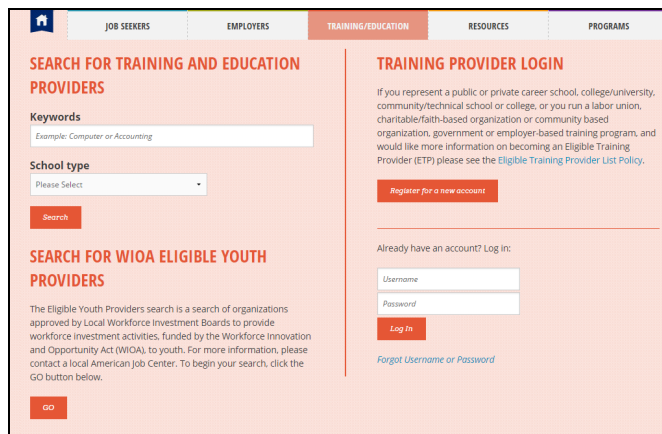 JOB SEEKERS EMPLOYERS TRAINING/EDUCATION RESOURCES PROGRAMS
SEARCH FOR TRAINING AND EDUCATION
PROVIDERS
Keywords
Example: Computer or Accounting
School type
Please Select
Search
SEARCH FOR WIOA ELIGIBLE YOUTH
PROVIDERS
The Eligible Youth Providers search is a search of organizations
approved by Local Workforce Investment Boards to provide
workforce investment activities, funded by the Workforce Innovation
and Opportunity Act (WIOA), to youth. For more information, please
contact a local American Job Center. To begin your search, click the
GO button below.
GO
TRAINING PROVIDER LOGIN
If you represent a public or private career school, college/university,
community/technical school or college, or you run a labor union,
charitable/faith-based organization or community based
organization, government or employer-based training program, and
would like more information on becoming an Eligible Training
Provider (ETP) please see the Eligible Training Provider List Policy.
Register for a new account
Already have an account? Log in:
Username
Password
Log In
Forgot Username or Password